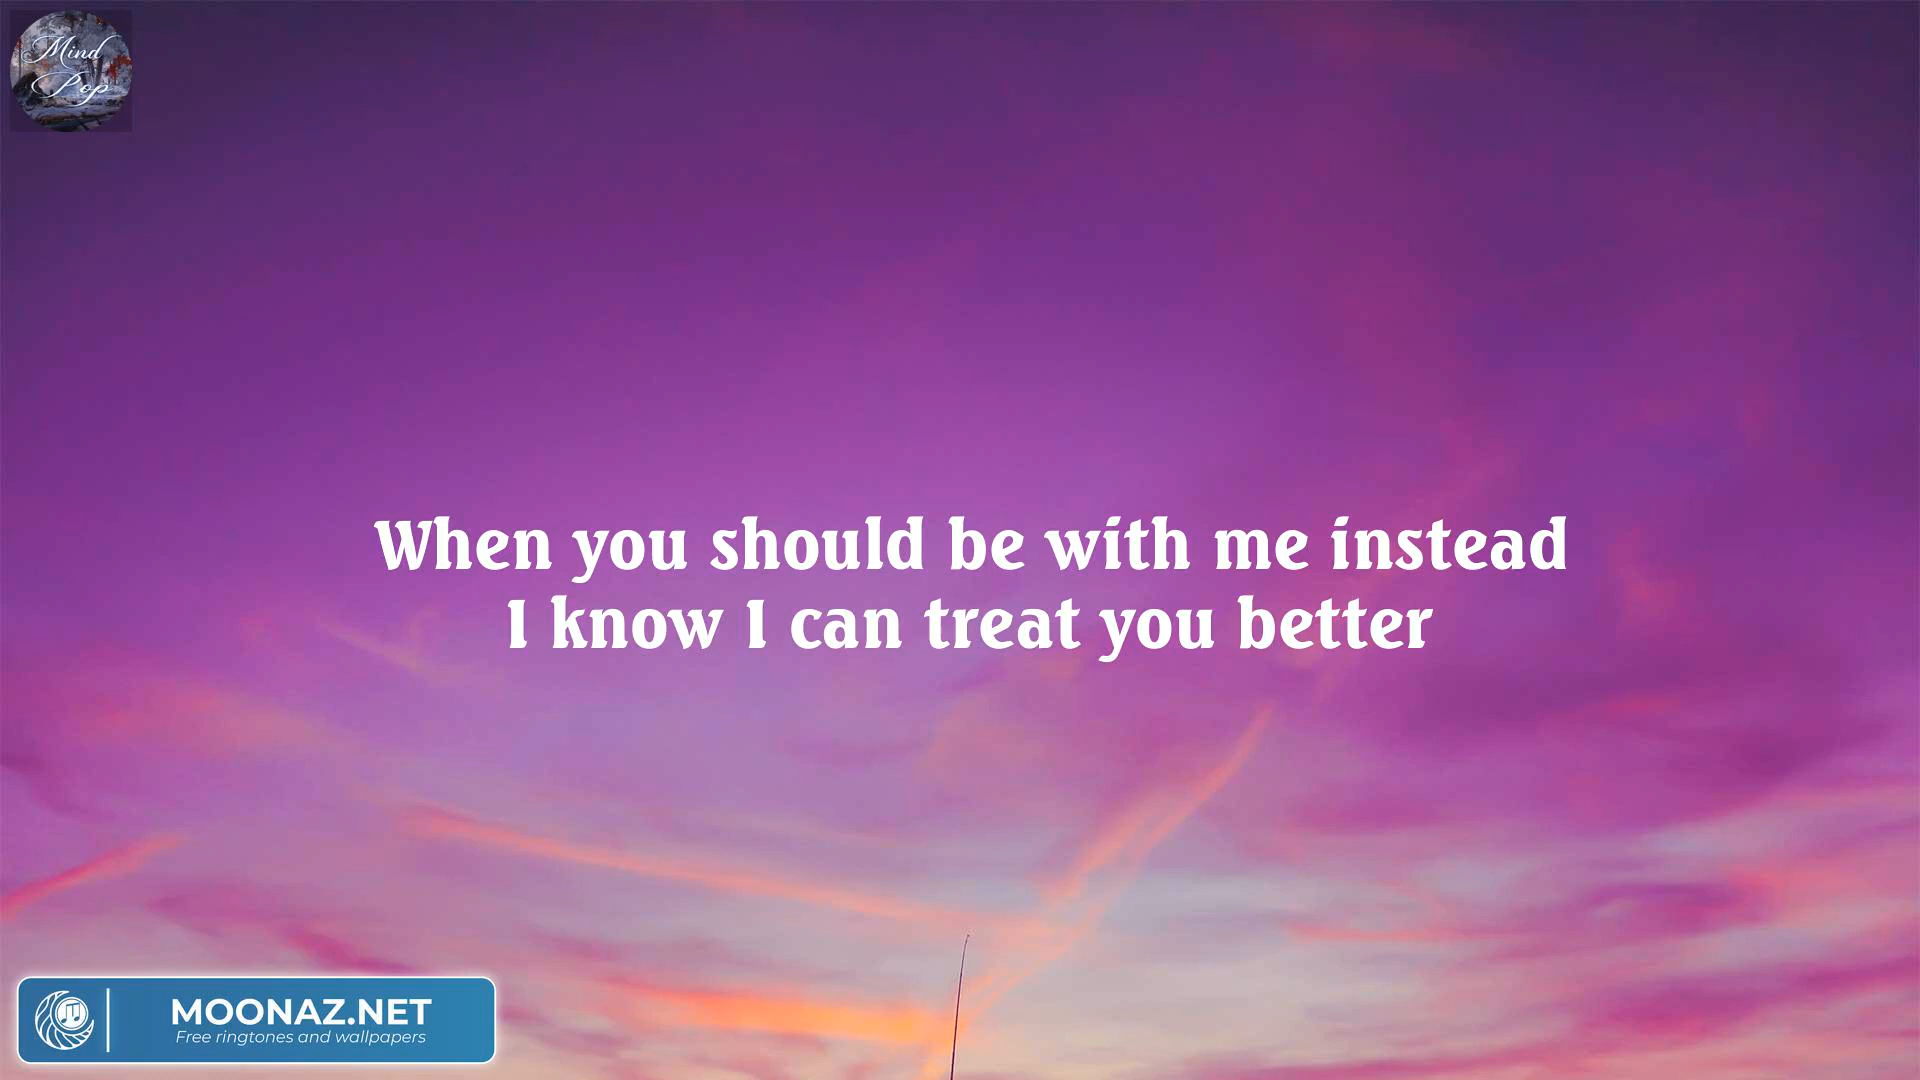 Mind
Pop
When you should be with me instead
I know I can treat you better
MOONAZ.NET
Free ringtones and wallpapers